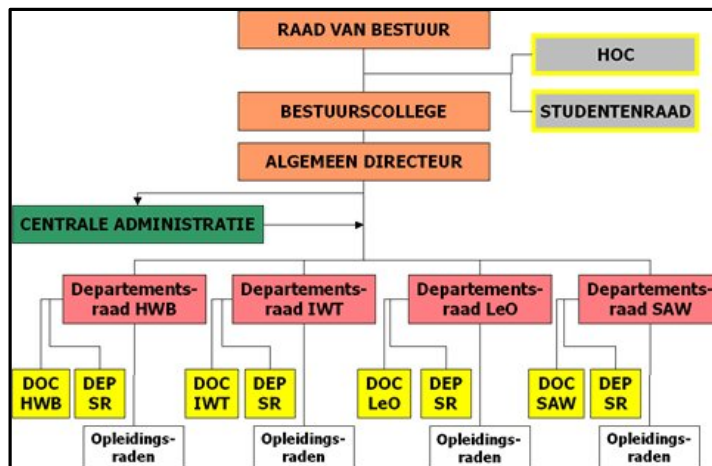 RAAD VAN BESTUUR
HOC
BESTUURSCOLLEGE
STUDENTENRAAD
ALGEMEEN DIRECTEUR
CENTRALE ADMINISTRATIE
Departements-
raad HWB
Departements-
raad IWT
Departements-
raad LeO
Departements-
raad SAW
DOC
HWB
DEP
SR
DOC
IWT
DEP
SR
DOC
LeO
DEP
SR
DOC
SAW
DEP
SR
Opleidings-
raden
Opleidings-
raden
Opleidings-
raden
Opleidings-
raden